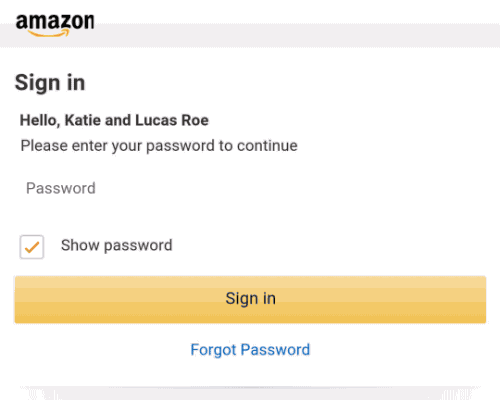 amazon
Sign in
Hello, Katie and Lucas Roe
Please enter your password to continue
Password
Show password
Sign in
Forgot Password